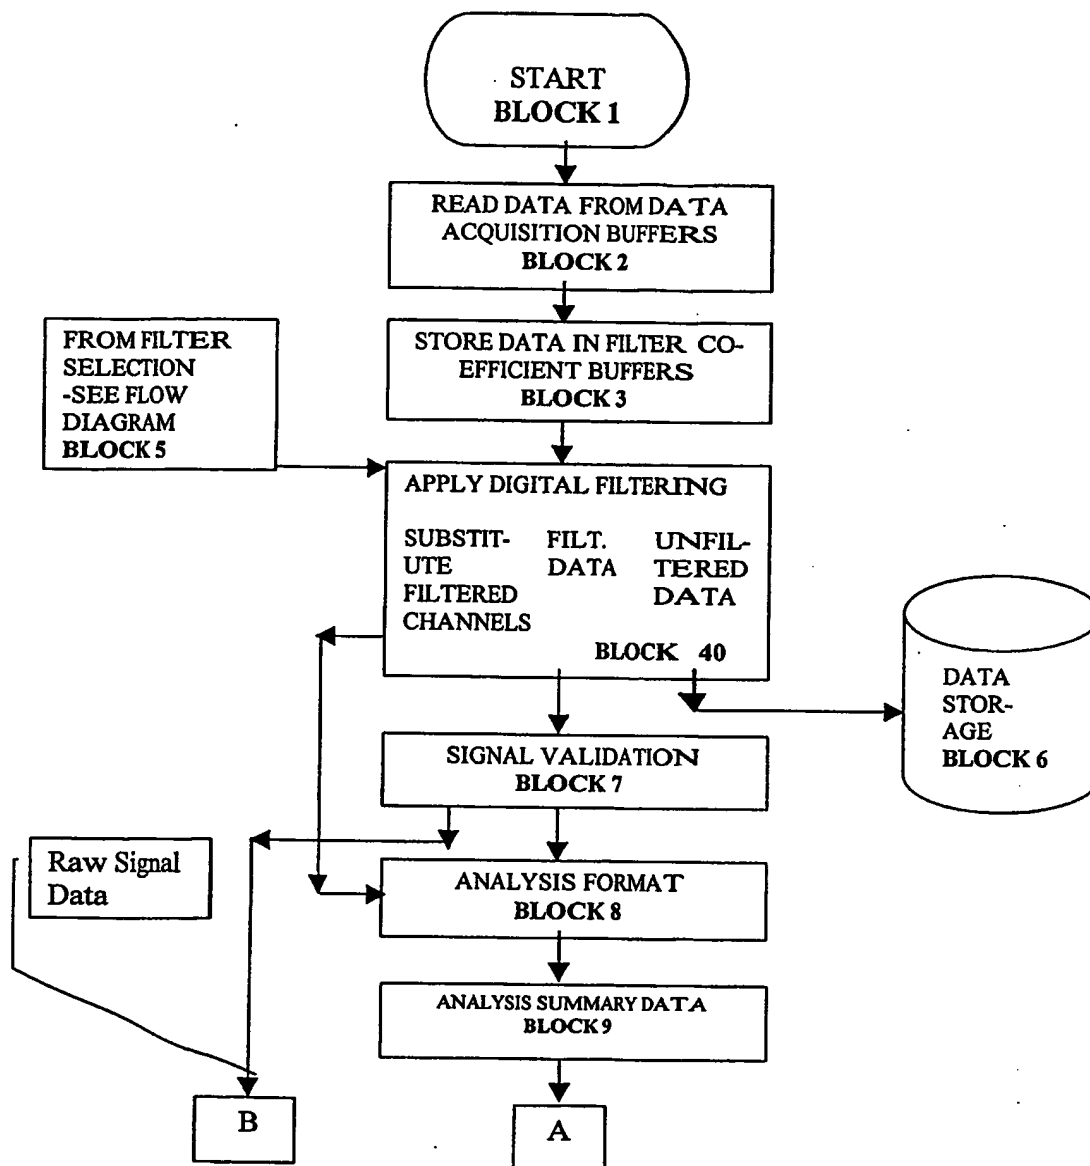 START
BLOCK 1
READ DATA FROM DATA
ACQUISITION BUFFERS
BLOCK 2
FROM FILTER
SELECTION
-SEE FLOW
DIAGRAM
BLOCK 5
STORE DATA IN FILTER CO-
EFFICIENT BUFFERS
BLOCK 3
APPLY DIGITAL FILTERING
SUBSTIT-
UTE
FILTERED
CHANNELS
FILT.
DATA
UNFIL-
TERED
DATA
BLOCK 40
DATA
STOR-
AGE
BLOCK 6
SIGNAL VALIDATION
BLOCK 7
Raw Signal
Data
ANALYSIS FORMAT
BLOCK 8
ANALYSIS SUMMARY DATA
BLOCK 9
B
A